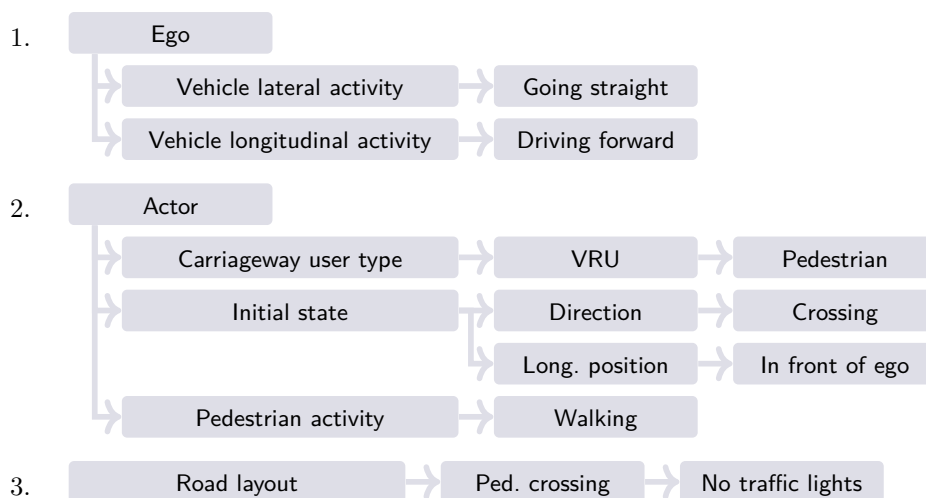 1. Ego
Vehicle lateral activity Going straight
Vehicle longitudinal activity Driving forward
2. Actor
Carriageway user type VRU Pedestrian
Initial state Direction Crossing
Long. position In front of ego
Pedestrian activity Walking
3. Road layout Ped. crossing No traffic lights